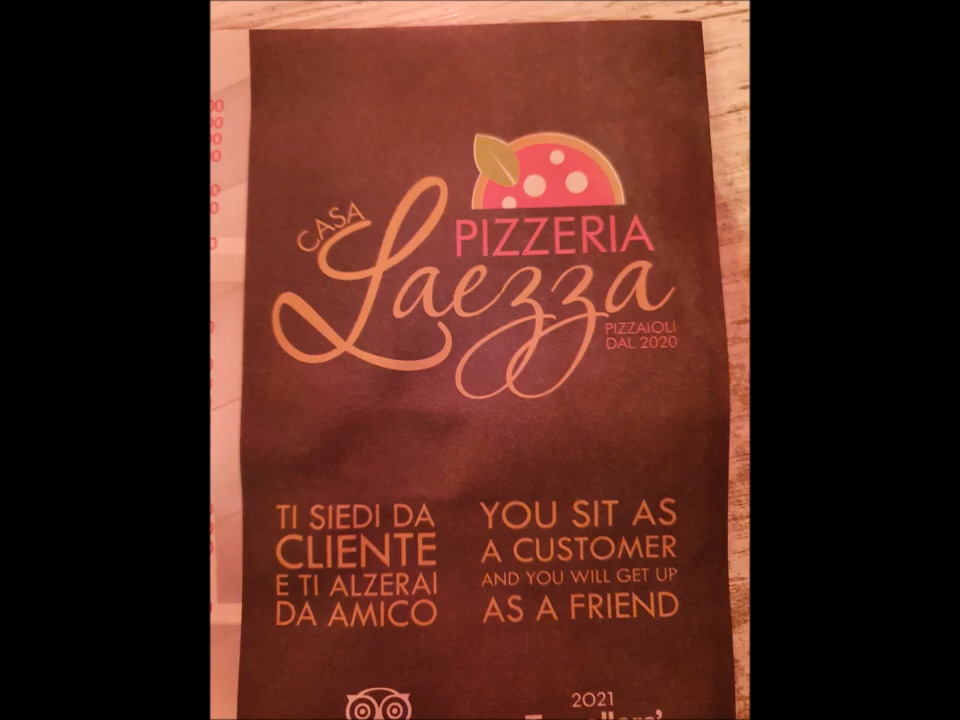 CASA
PIZZERIA
Laezza
PIZZAIOLI
DAL 2020
TI SIEDI DA
CLIENTE
E TI ALZERAI
DA AMICO
YOU SIT AS
A CUSTOMER
AND YOU WILL GET UP
AS A FRIEND
2021